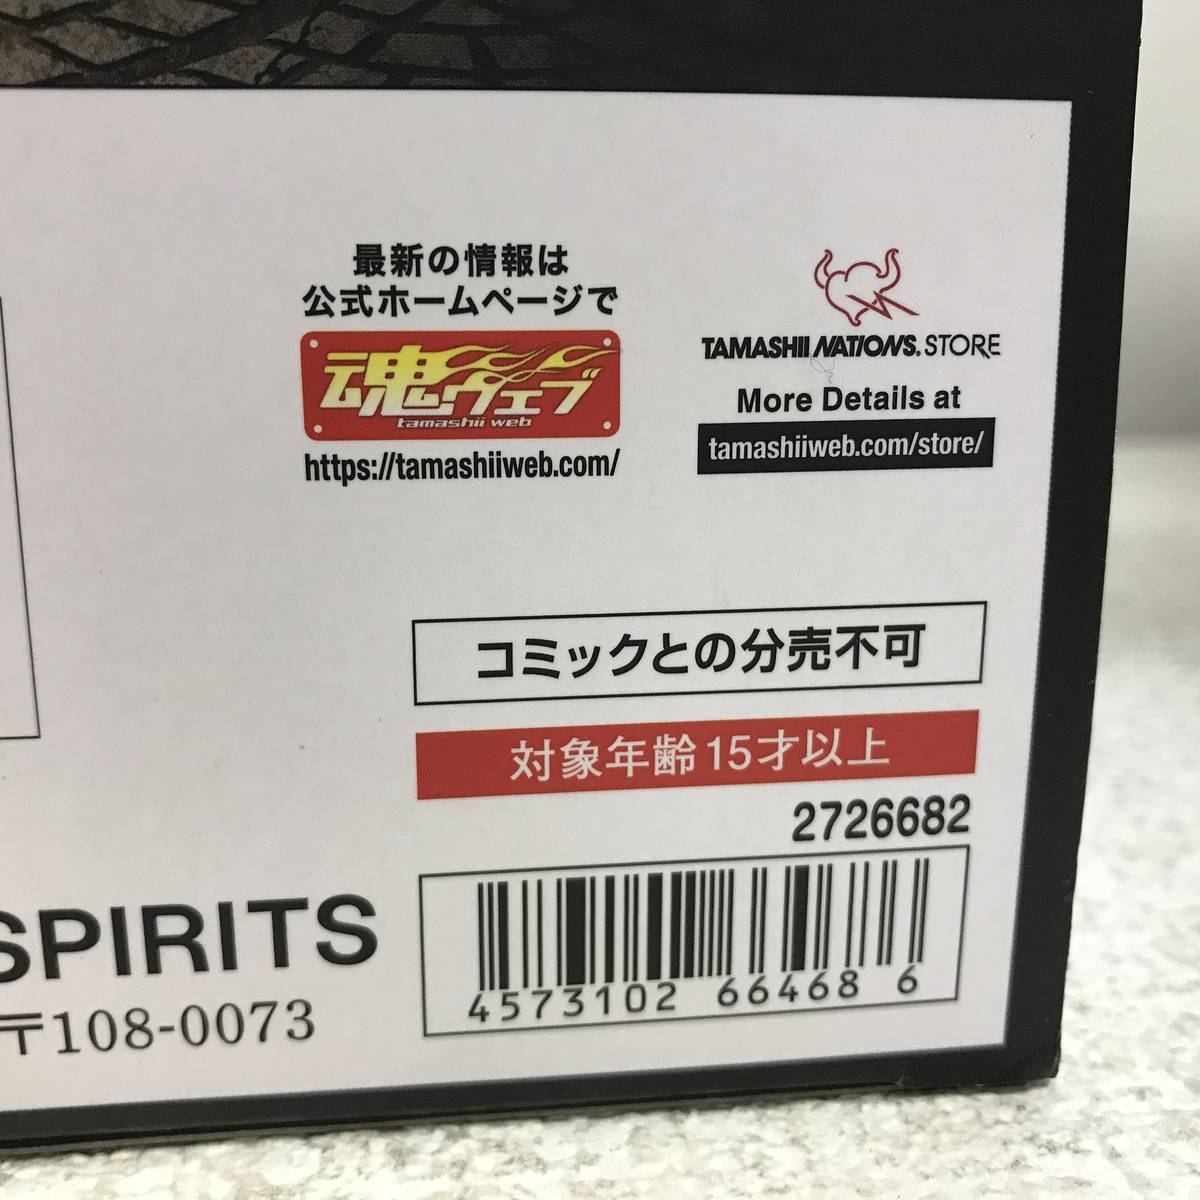 最新の情報は
公式ホームページで
魂ウェブ
tamashii web
https://tamashiiweb.com/
TAMASHII NATIONS. STORE
More Details at
tamashiiweb.com/store/
コミックとの分売不可
対象年齢15才以上
2726682
4573102 66468 6
SPIRITS
〒108-0073